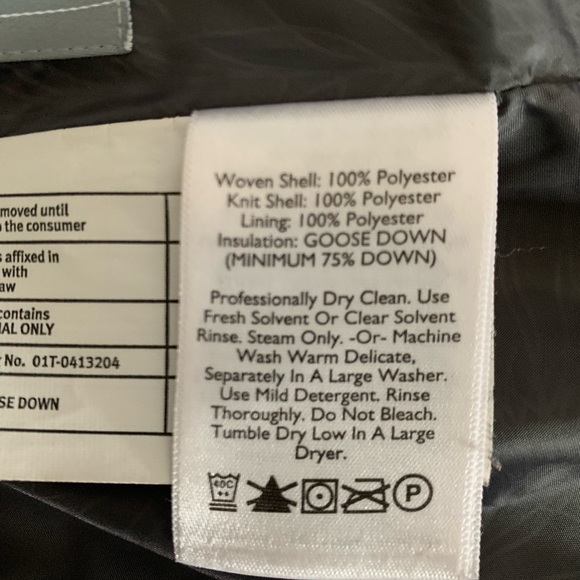 moved until
the consumer
affixed in
with
aw
contains
AL ONLY
No. 01T-0413204
SE DOWN
Woven Shell: 100% Polyester
Knit Shell: 100% Polyester
Lining: 100% Polyester
Insulation: GOOSE DOWN
(MINIMUM 75% DOWN)
Professionally Dry Clean. Use
Fresh Solvent Or Clear Solvent
Rinse. Steam Only. -Or- Machine
Wash Warm Delicate,
Separately In A Large Washer.
Use Mild Detergent. Rinse
Thoroughly. Do Not Bleach.
Tumble Dry Low In A Large
Dryer.
40C
P